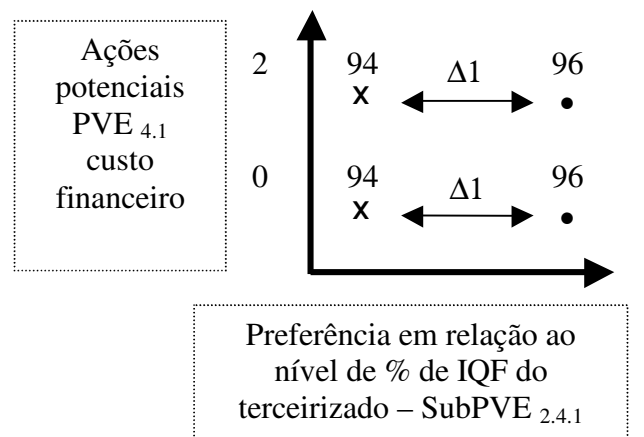 Ações
potenciais
PVE 4.1
custo
financeiro
2 94 Δ1 96
x •
0 94 Δ1 96
x •
Preferência em relação ao
nível de % de IQF do
terceirizado – SubPVE 2.4.1